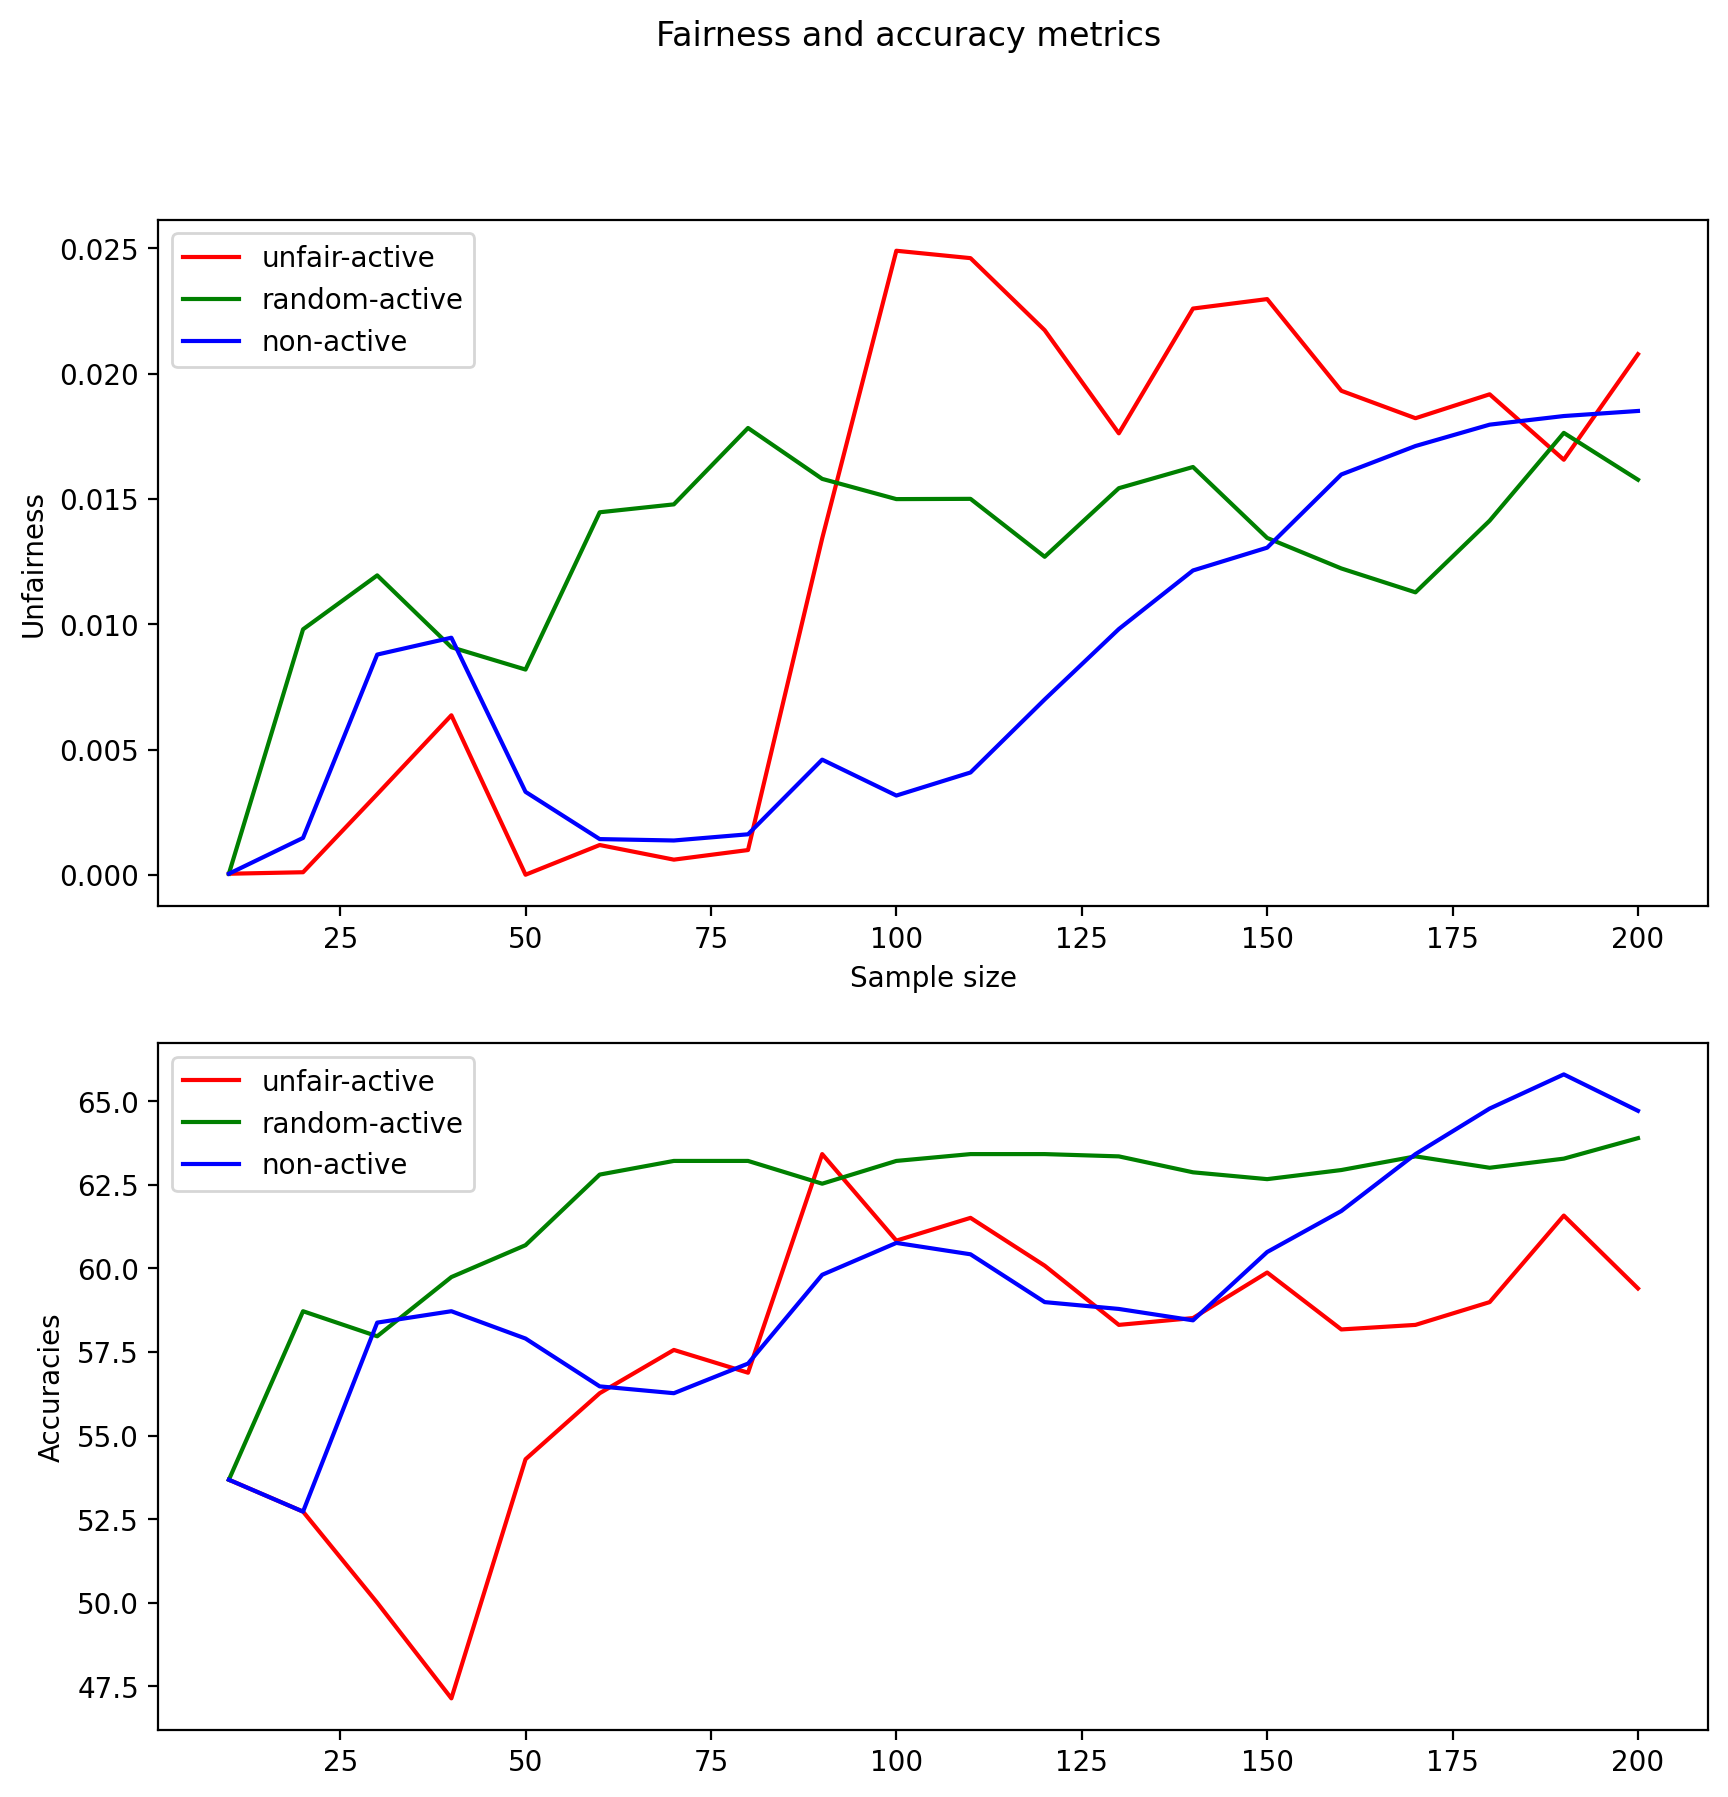 Fairness and accuracy metrics
unfair-active
random-active
non-active
0.025
0.020
0.015
0.010
0.005
0.000
Unfairness
25 50 75 100 125 150 175 200
Sample size
unfair-active
random-active
non-active
65.0
62.5
60.0
57.5
55.0
52.5
50.0
47.5
Accuracies
25 50 75 100 125 150 175 200